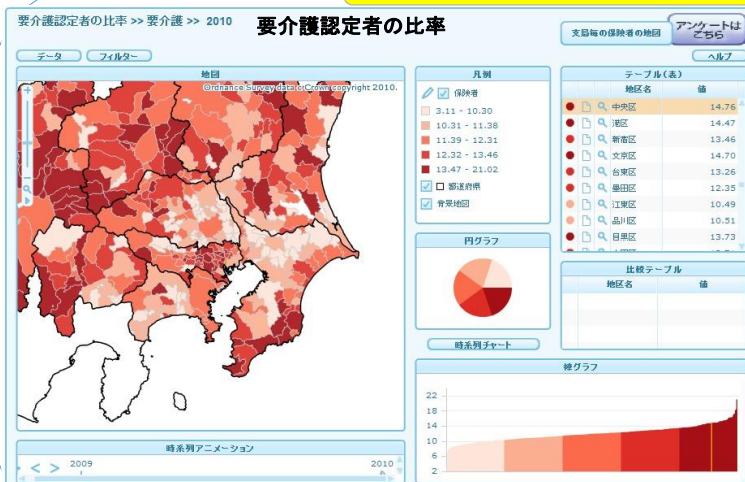 要介護認定者の比率 >> 要介護 >> 2010
要介護認定者の比率
支局毎の保険者の地図
アンケートは
こちら
データ
フィルター
ヘルプ
地図
Ordnance Survey data © Crown copyright 2010.
凡例
保険者
3.11 - 10.30
10.31 - 11.38
11.39 - 12.31
12.32 - 13.46
13.47 - 21.02
都道府県
背景地図
テーブル(表)
地区名 値
中央区 14.76
港区 14.47
新宿区 13.46
文京区 14.70
台東区 13.26
墨田区 12.35
江東区 10.49
品川区 10.51
目黒区 13.73
円グラフ
比較テーブル
地区名 値
時系列チャート
棒グラフ
22
18
14
10
6
2
時系列アニメーション
2009
2010